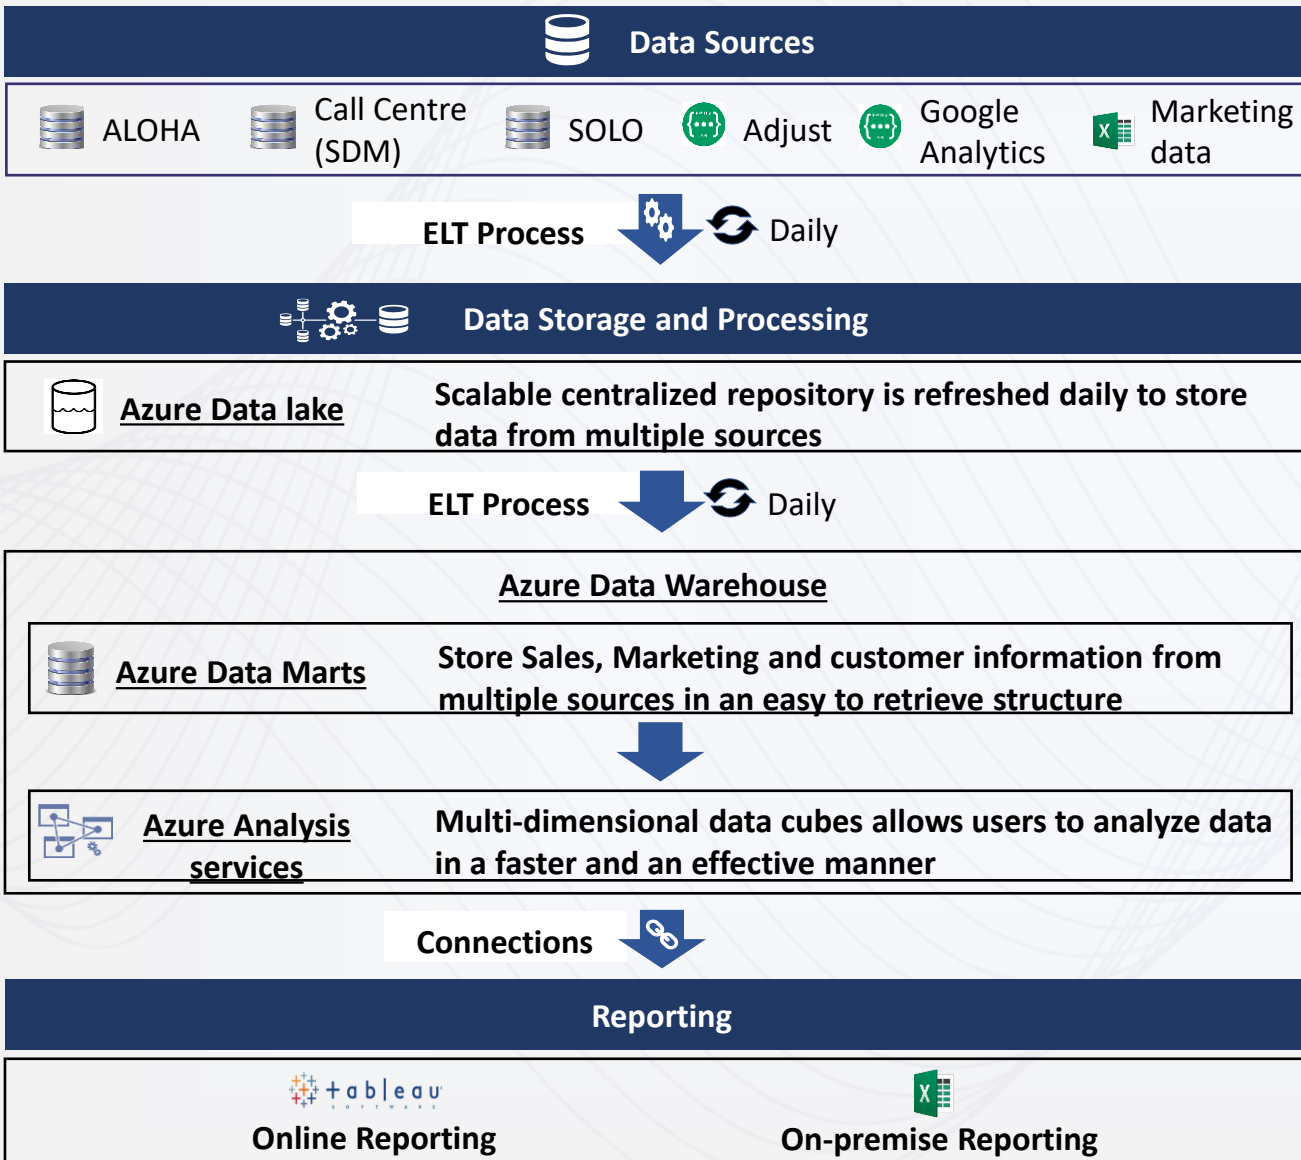 Data Sources
ALOHA
Call Centre
(SDM)
SOLO
Adjust
Google
Analytics
Marketing
data
ELT Process
Daily
Data Storage and Processing
Azure Data lake
Scalable centralized repository is refreshed daily to store
data from multiple sources
ELT Process
Daily
Azure Data Warehouse
Azure Data Marts
Store Sales, Marketing and customer information from
multiple sources in an easy to retrieve structure
Azure Analysis
services
Multi-dimensional data cubes allows users to analyze data
in a faster and an effective manner
Connections
Reporting
+ableau
SOFTWARE
Online Reporting
X
On-premise Reporting